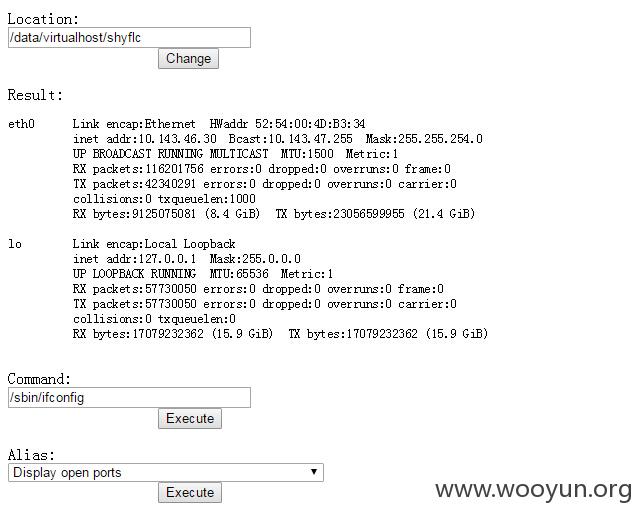 Location:
/data/virtualhost/shyflc
Change
Result:
eth0 Link encap:Ethernet HWaddr 52:54:00:4D:B3:34
inet addr:10.143.46.30 Bcast:10.143.47.255 Mask:255.255.254.0
UP BROADCAST RUNNING MULTICAST MTU:1500 Metric:1
RX packets:116201756 errors:0 dropped:0 overruns:0 frame:0
TX packets:42340291 errors:0 dropped:0 overruns:0 carrier:0
collisions:0 txqueuelen:1000
RX bytes:9125075081 (8.4 GiB) TX bytes:23056599955 (21.4 GiB)
lo Link encap:Local Loopback
inet addr:127.0.0.1 Mask:255.0.0.0
UP LOOPBACK RUNNING MTU:65536 Metric:1
RX packets:57730050 errors:0 dropped:0 overruns:0 frame:0
TX packets:57730050 errors:0 dropped:0 overruns:0 carrier:0
collisions:0 txqueuelen:0
RX bytes:17079232362 (15.9 GiB) TX bytes:17079232362 (15.9 GiB)
Command:
/sbin/ifconfig
Execute
Alias:
Display open ports
Execute
www.wooyun.org